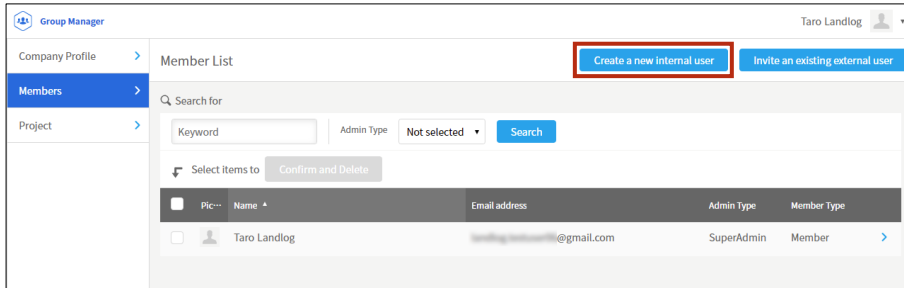 Group Manager
Taro Landlog
Company Profile
Members
Project
Member List
Create a new internal user
Invite an existing external user
Search for
Keyword
Admin Type
Not selected
Search
Select items to
Confirm and Delete
Pic… Name Email address Admin Type Member Type
Taro Landlog @gmail.com SuperAdmin Member